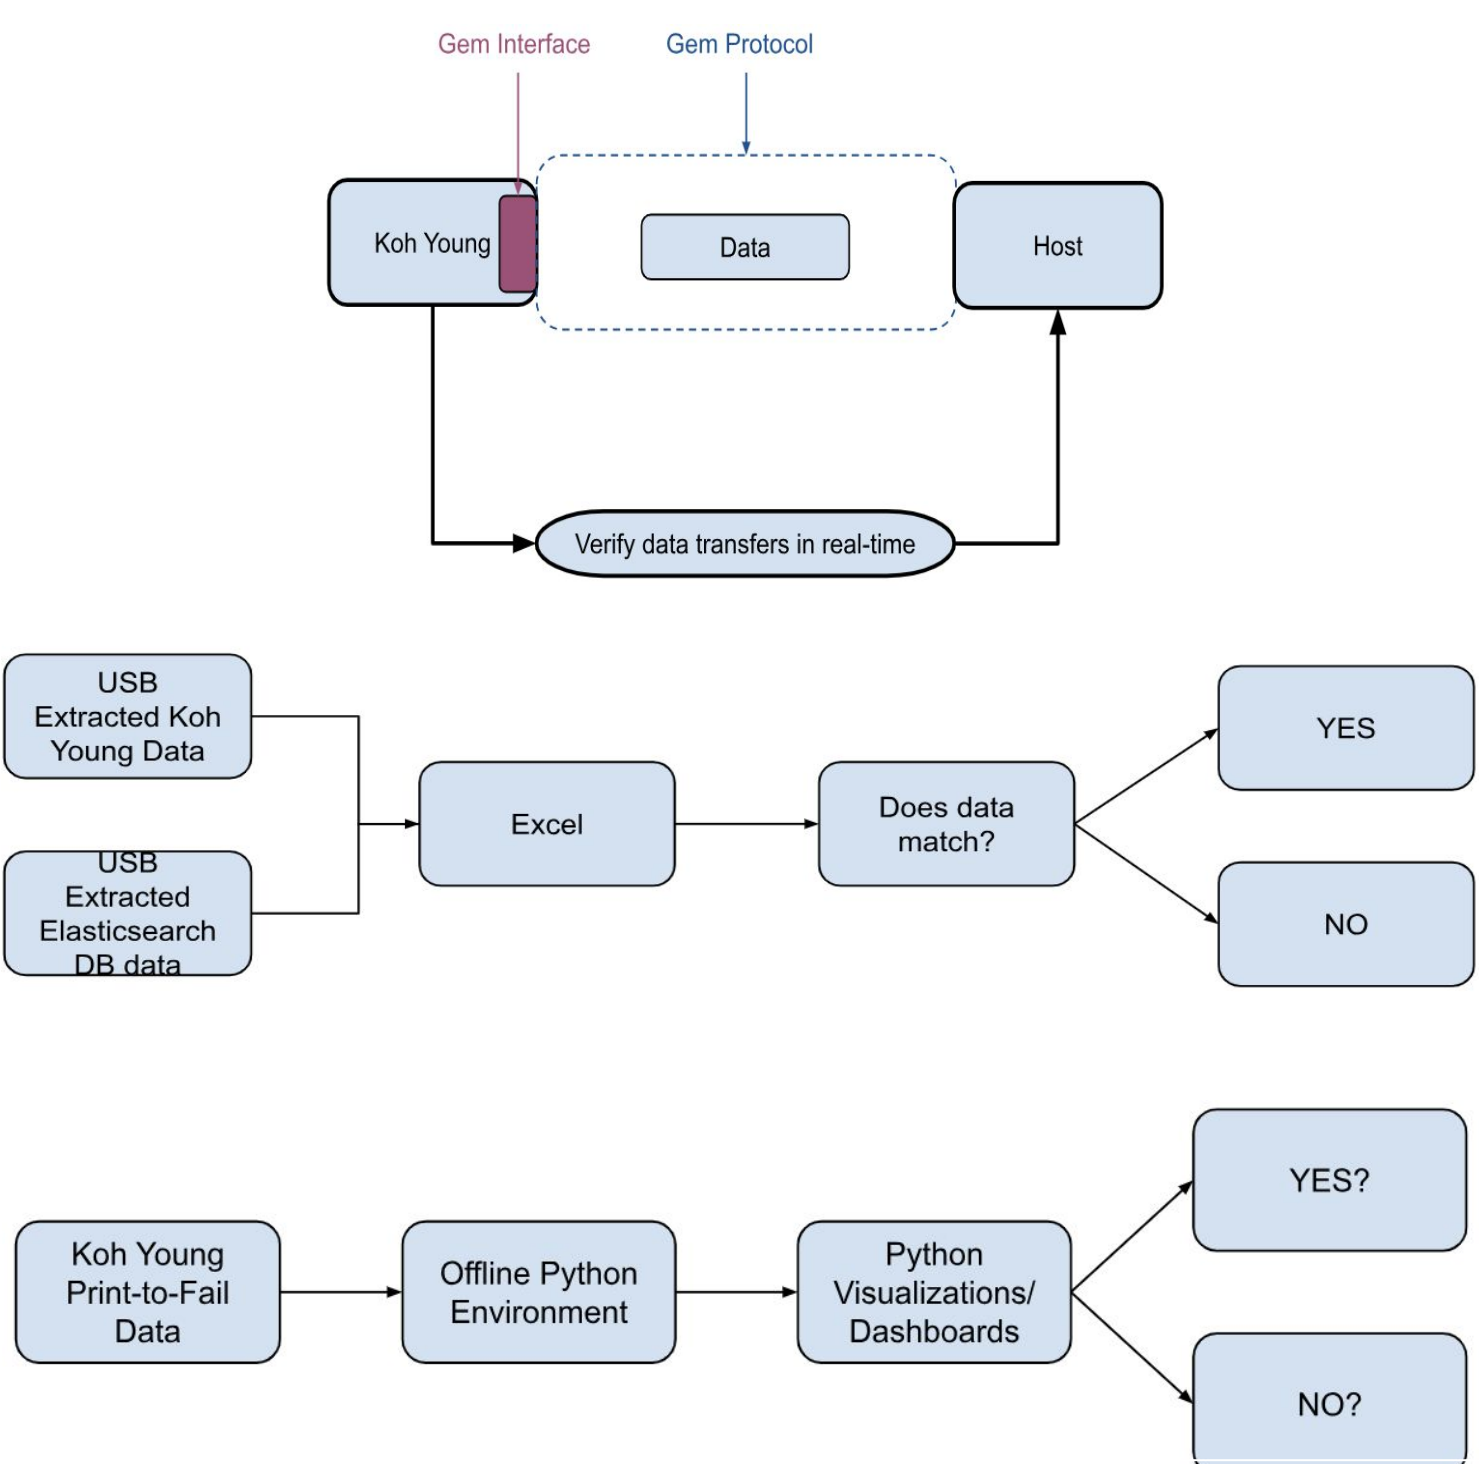 Gem Interface
Gem Protocol
Koh Young
Data
Host
Verify data transfers in real-time
USB
Extracted Koh
Young Data
USB
Extracted
Elasticsearch
DB data
Excel
Does data
match?
YES
NO
Koh Young
Print-to-Fail
Data
Offline Python
Environment
Python
Visualizations/
Dashboards
YES?
NO?